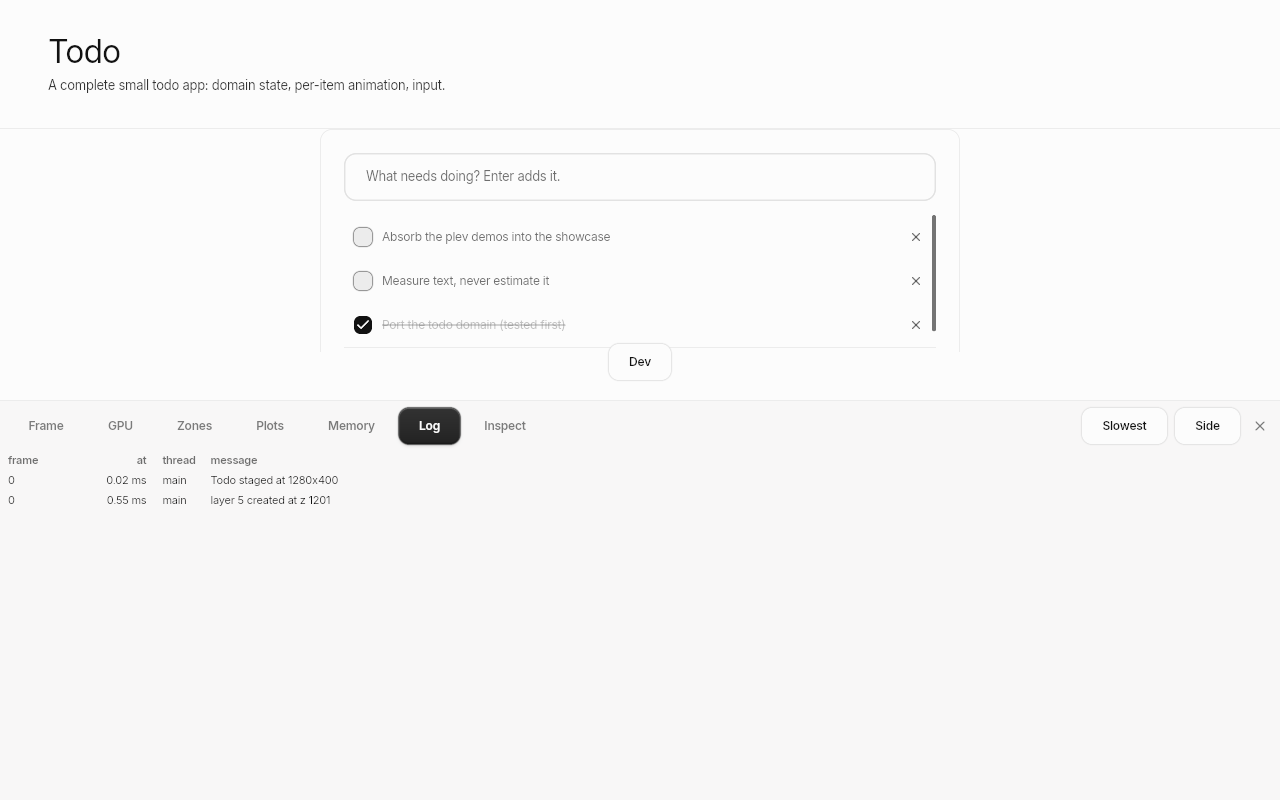 Todo
A complete small todo app: domain state, per-item animation, input.
What needs doing? Enter adds it.
Absorb the plev demos into the showcase
Measure text, never estimate it
Port the todo domain (tested first)
Dev
Frame GPU Zones Plots Memory Log Inspect Slowest Side
frame at thread message
0 0.02 ms main Todo staged at 1280x400
0 0.55 ms main layer 5 created at z 1201